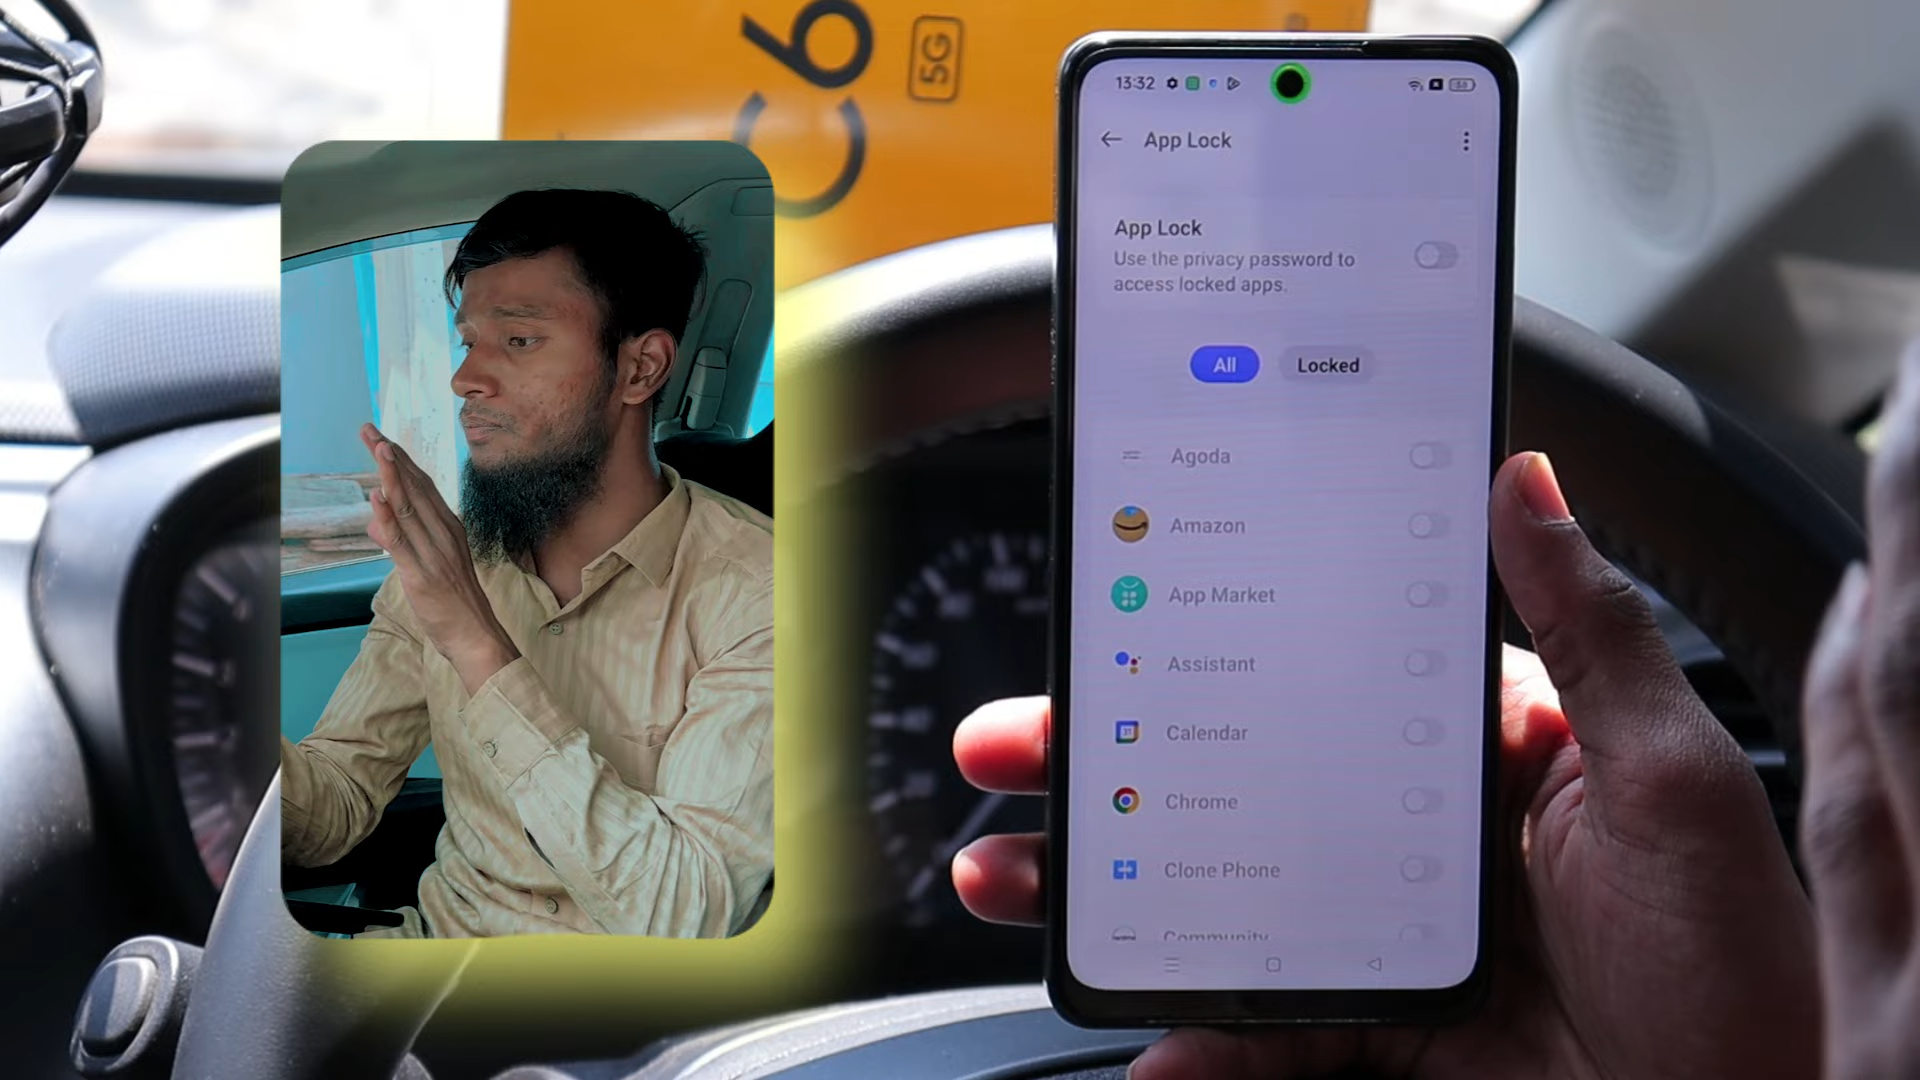 C6
5G
13:32
App Lock
App Lock
Use the privacy password to
access locked apps.
All
Locked
Agoda
Amazon
App Market
Assistant
Calendar
Chrome
Clone Phone
Community